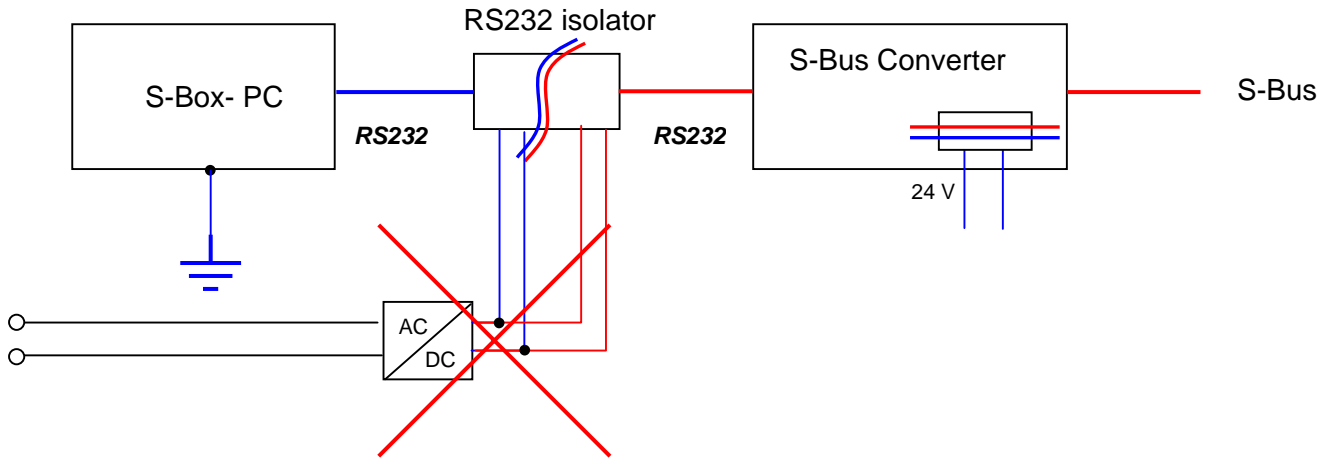 RS232 isolator
S-Box- PC
S-Bus Converter
S-Bus
RS232
RS232
24 V
AC
DC